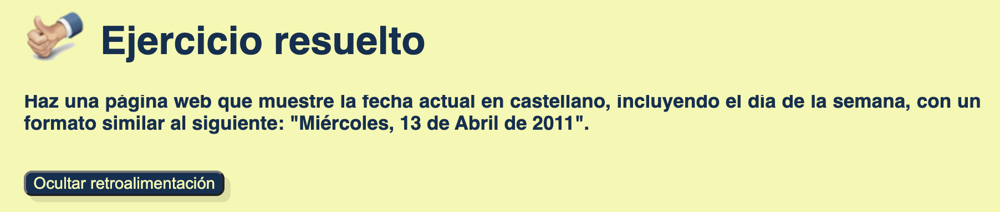 Ejercicio resuelto
Haz una página web que muestre la fecha actual en castellano, incluyendo el día de la semana, con un
formato similar al siguiente: "Miércoles, 13 de Abril de 2011".
Ocultar retroalimentación